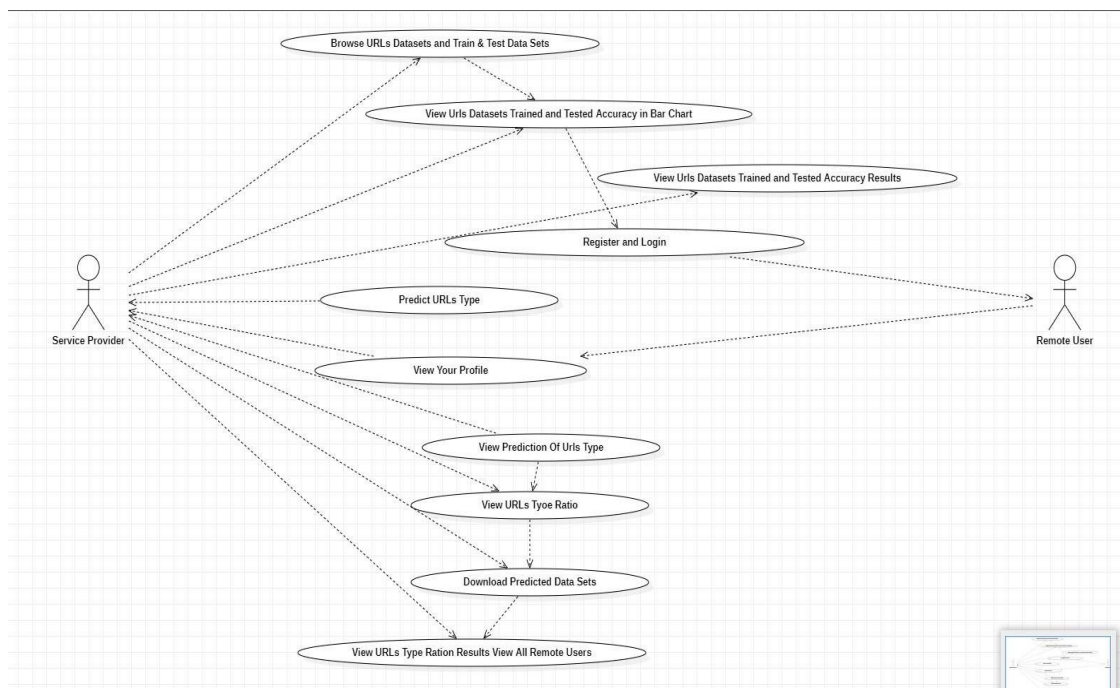 Browse URLs Datasets and Train & Test Data Sets
View Urls Datasets Trained and Tested Accuracy in Bar Chart
View Urls Datasets Trained and Tested Accuracy Results
Register and Login
Predict URLs Type
Service Provider
Remote User
View Your Profile
View Prediction Of Urls Type
View URLs Tyoe Ratio
Download Predicted Data Sets
View URLs Type Ration Results View All Remote Users